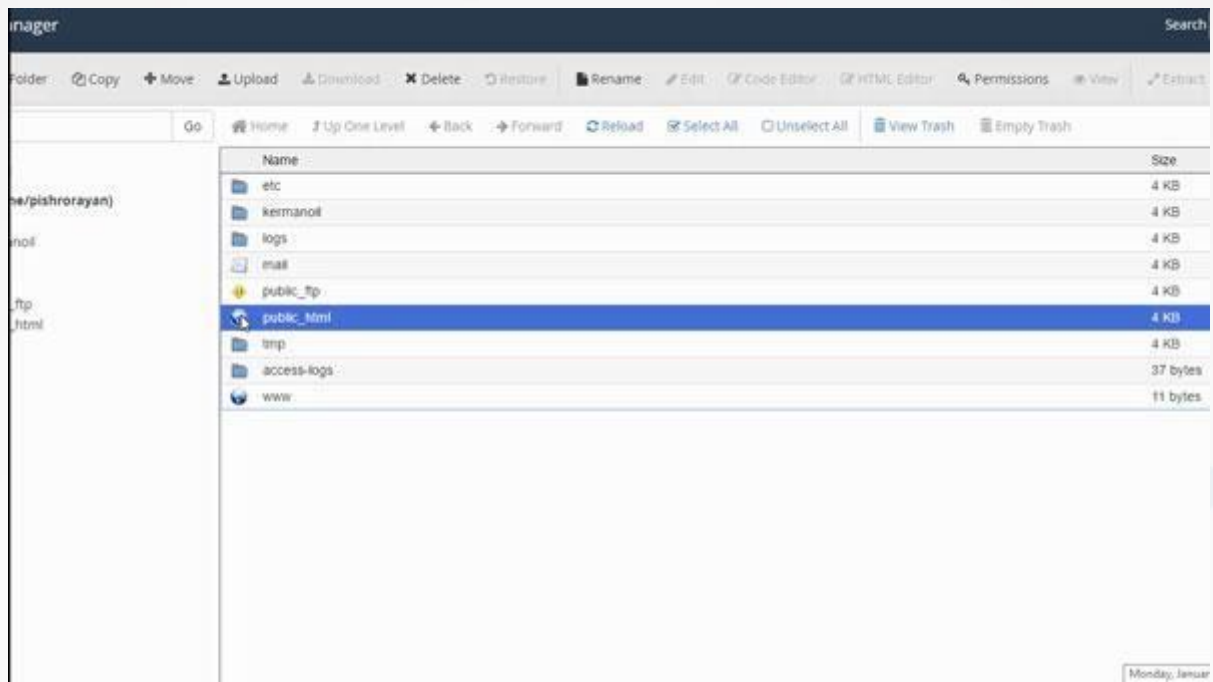 nager Search
Folder Copy Move Upload Download Delete Restore Rename Edit Code Editor HTML Editor Permissions View Extract
Go Home Up One Level Back Forward Reload Select All Unselect All View Trash Empty Trash
Name Size
etc 4 KB
ne/pishrorayan)
kermanoil 4 KB
logs 4 KB
noil
mail 4 KB
public_ftp 4 KB
_ftp
public_html 4 KB
_html
tmp 4 KB
access-logs 37 bytes
www 11 bytes
Monday, Januar